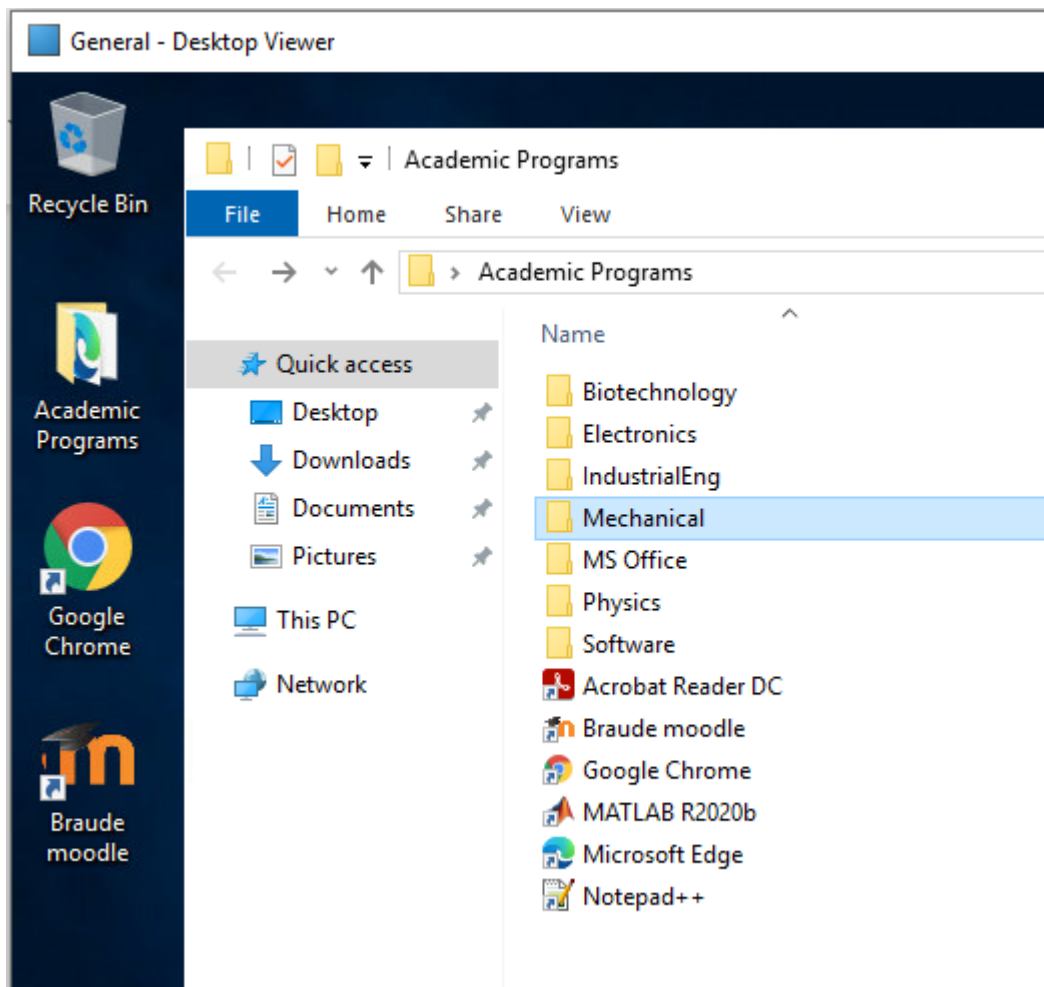 General - Desktop Viewer
Recycle Bin
Academic
Programs
Google
Chrome
Braude
moodle
Academic Programs
File Home Share View
Academic Programs
Quick access
Desktop
Downloads
Documents
Pictures
This PC
Network
Name
Biotechnology
Electronics
IndustrialEng
Mechanical
MS Office
Physics
Software
Acrobat Reader DC
Braude moodle
Google Chrome
MATLAB R2020b
Microsoft Edge
Notepad++